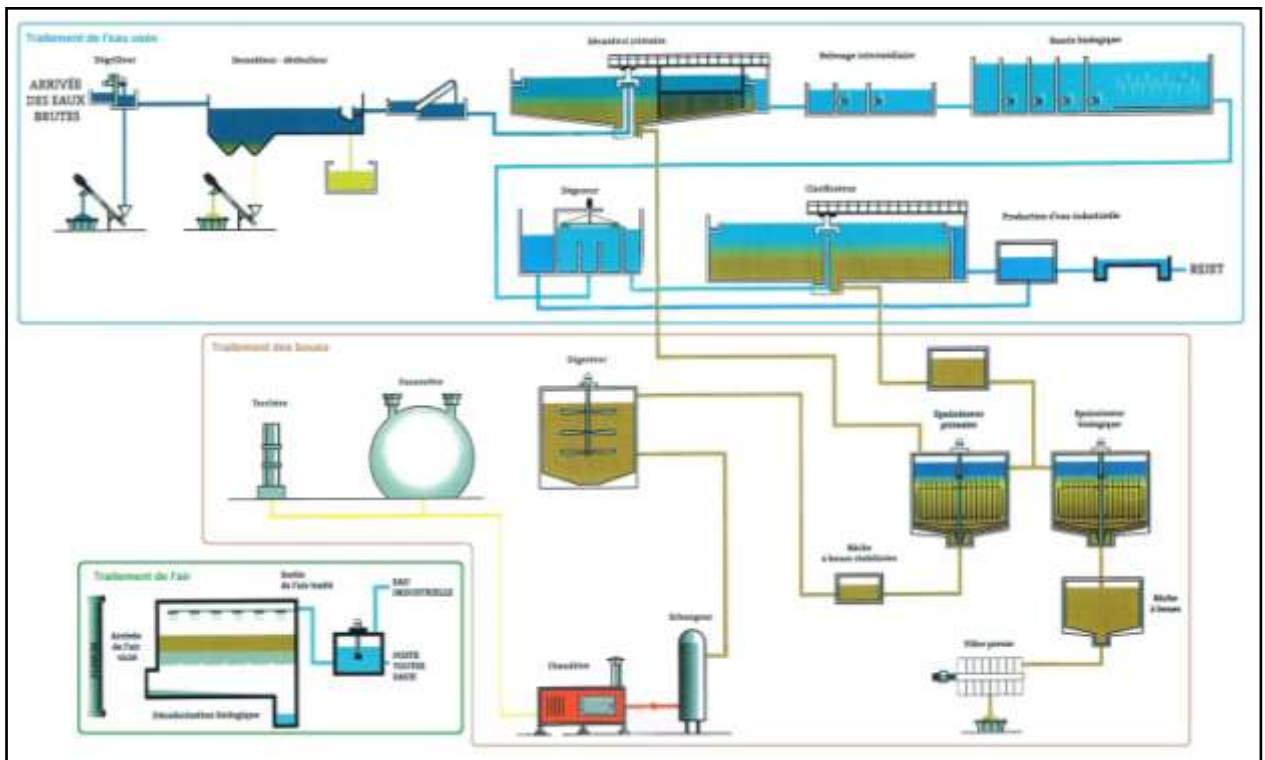 Traitement de l'eau usée
Dégrilleur
Dessableur - déshuileur
Décanteur primaire
Relevage intermédiaire
Bassin biologique
ARRIVÉE
DES EAUX
BRUTES
Dégazeur
Clarificateur
Production d'eau industrielle
REJET
Traitement des boues
Torchère
Gazomètre
Digesteur
Epaississeur
primaire
Epaississeur
biologique
Bâche
à boues stabilisées
Bâche
à boues
Traitement de l'air
Sortie
de l'air traité
EAU
INDUSTRIELLE
Arrivée
de l'air
vicié
POSTE
TOUTES
EAUX
Désodorisation biologique
Chaudière
Echangeur
Filtre presse